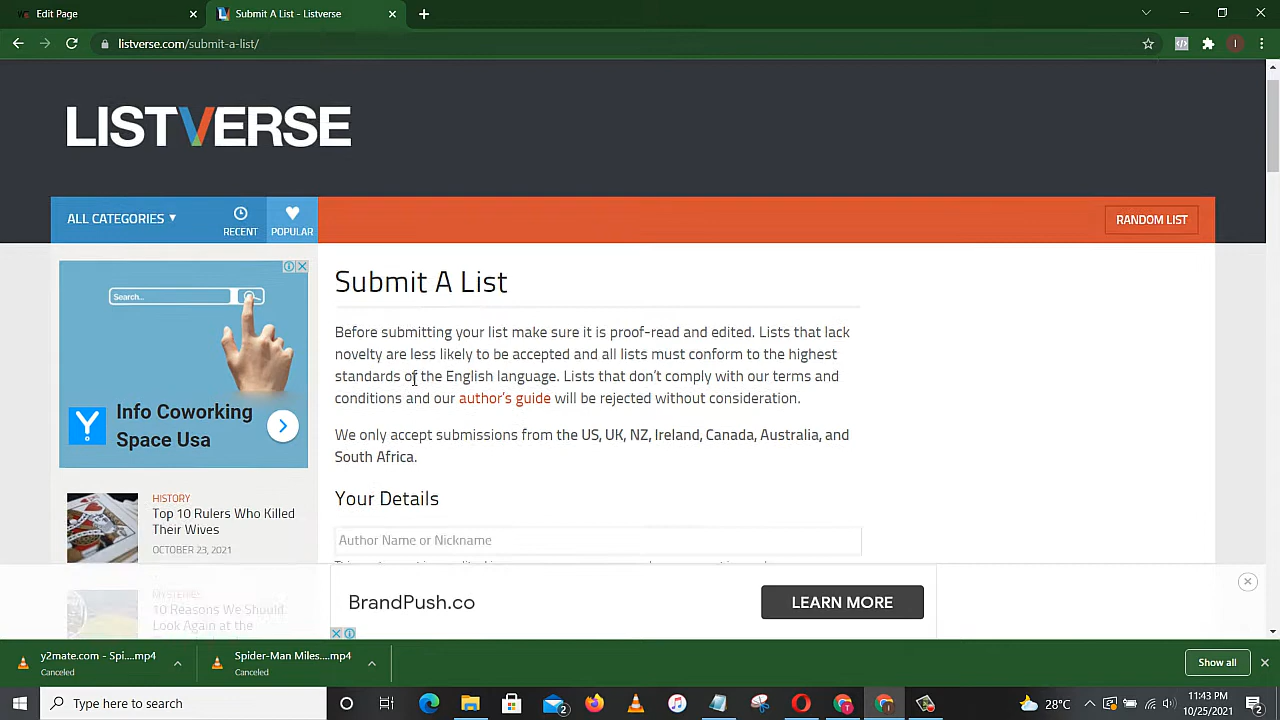 Edit Page
Submit A List - Listverse
listverse.com/submit-a-list/
LISTVERSE
ALL CATEGORIES
RECENT
POPULAR
RANDOM LIST
Search...
Info Coworking
Space Usa
Submit A List
Before submitting your list make sure it is proof-read and edited. Lists that lack
novelty are less likely to be accepted and all lists must conform to the highest
standards of the English language. Lists that don't comply with our terms and
conditions and our author's guide will be rejected without consideration.
We only accept submissions from the US, UK, NZ, Ireland, Canada, Australia, and
South Africa.
Your Details
Author Name or Nickname
HISTORY
Top 10 Rulers Who Killed
Their Wives
OCTOBER 23, 2021
MYSTERIES
10 Reasons We Should
Look Again at the
BrandPush.co
LEARN MORE
y2mate.com - Spi....mp4
Canceled
Spider-Man Miles....mp4
Canceled
Show all
Type here to search
2
28°C
11:43 PM
10/25/2021